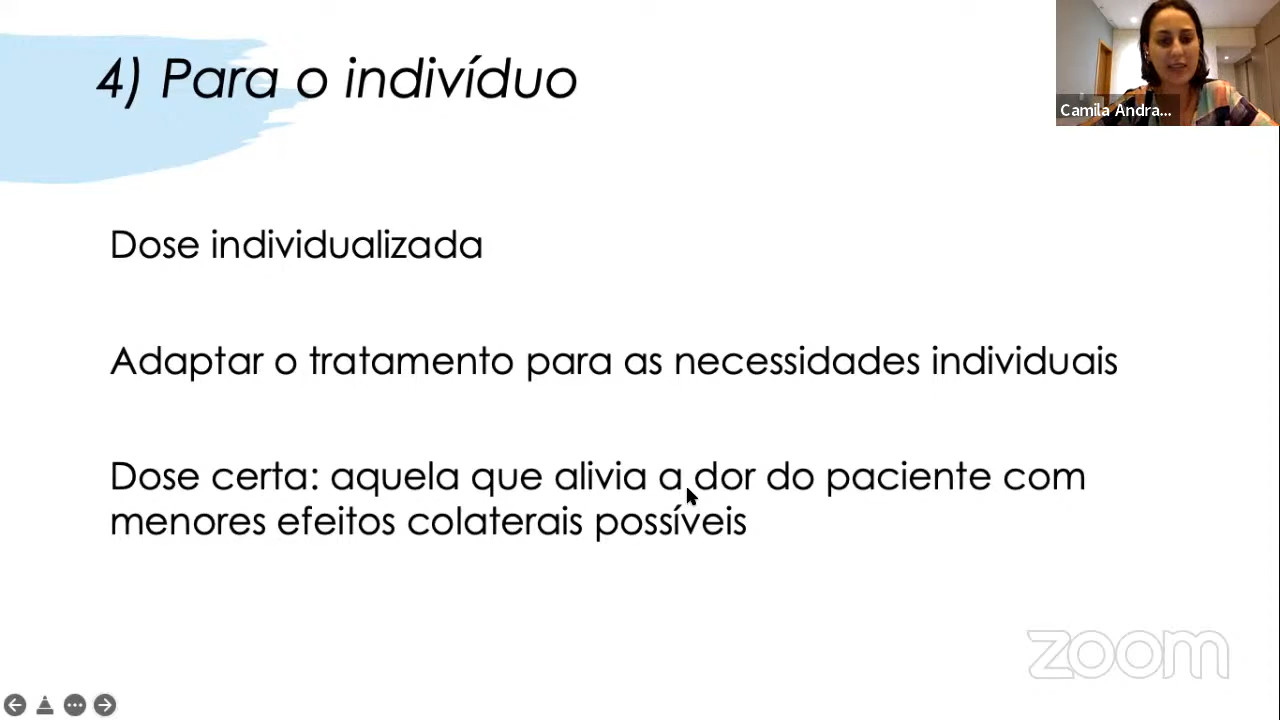 4) Para o indivíduo
Camila Andra...
Dose individualizada
Adaptar o tratamento para as necessidades individuais
Dose certa: aquela que alivia a dor do paciente com
menores efeitos colaterais possíveis
zoom